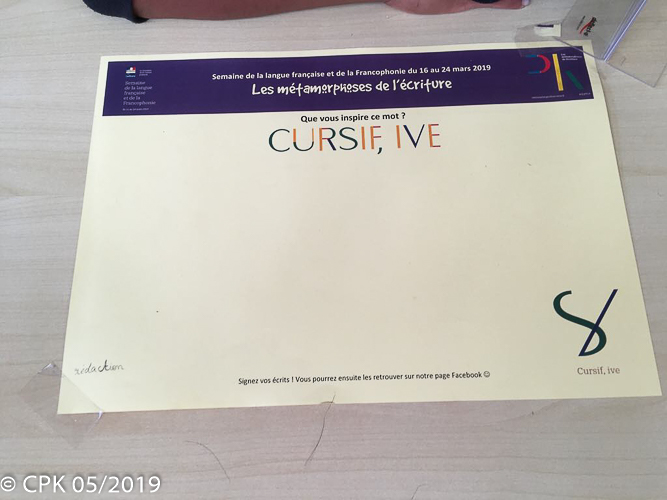 Semaine de la langue française et de la Francophonie du 16 au 24 mars 2019
Les métamorphoses de l'écriture
Semaine
de la langue
française
et de la
Francophonie
Que vous inspire ce mot ?
CURSIF, IVE
Cursif, ive
rédaction
Signez vos écrits ! Vous pourrez ensuite les retrouver sur notre page Facebook ☺
© CPK 05/2019